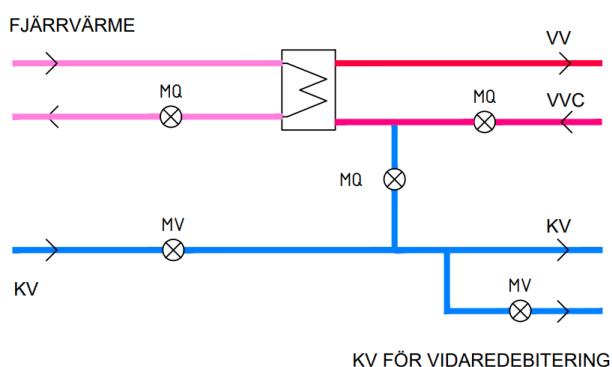 FJÄRRVÄRME
VV
MQ
MQ
VVC
MQ
MV
KV
KV
MV
KV FÖR VIDAREDEBITERING